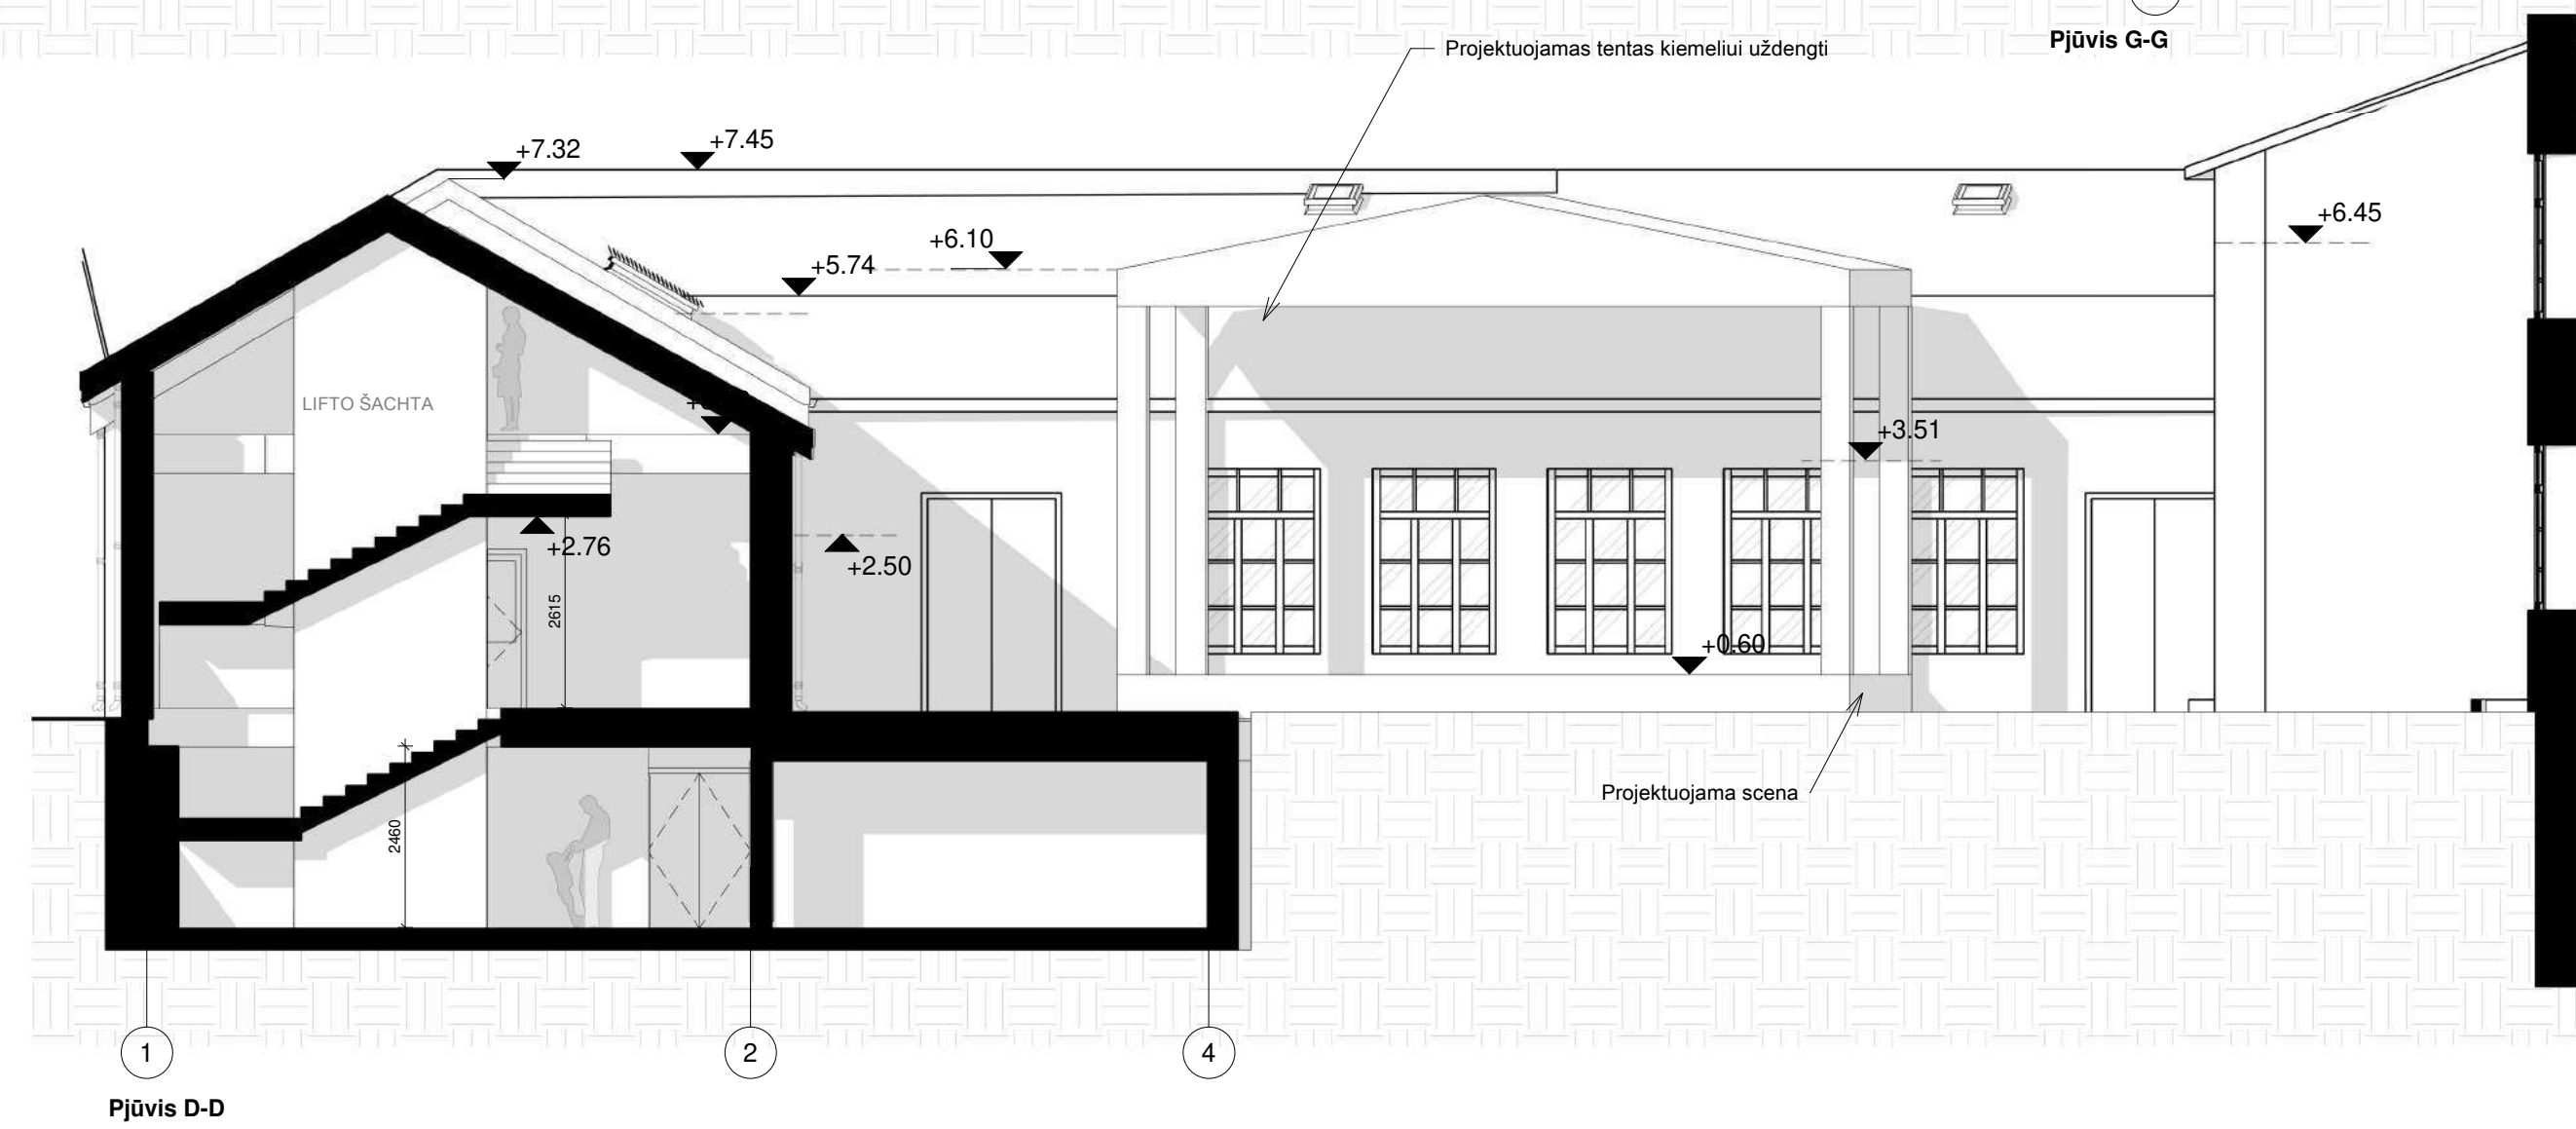 Projektuojamas tentas kiemeliui uždengti
Pjūvis G-G
+7.32
+7.45
+6.45
+6.10
+5.74
LIFTO ŠACHTA
+3.51
+2.76
+2.50
2615
+0.60
Projektuojama scena
2460
1
2
4
Pjūvis D-D